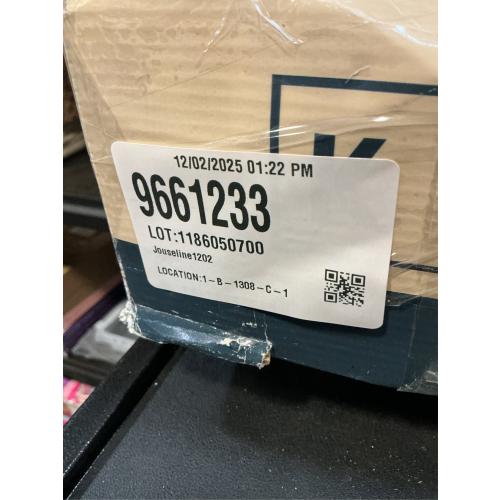 K
12/02/2025 01:22 PM
9661233
LOT:1186050700
Jouseline1202
LOCATION:1-B-1308-C-1